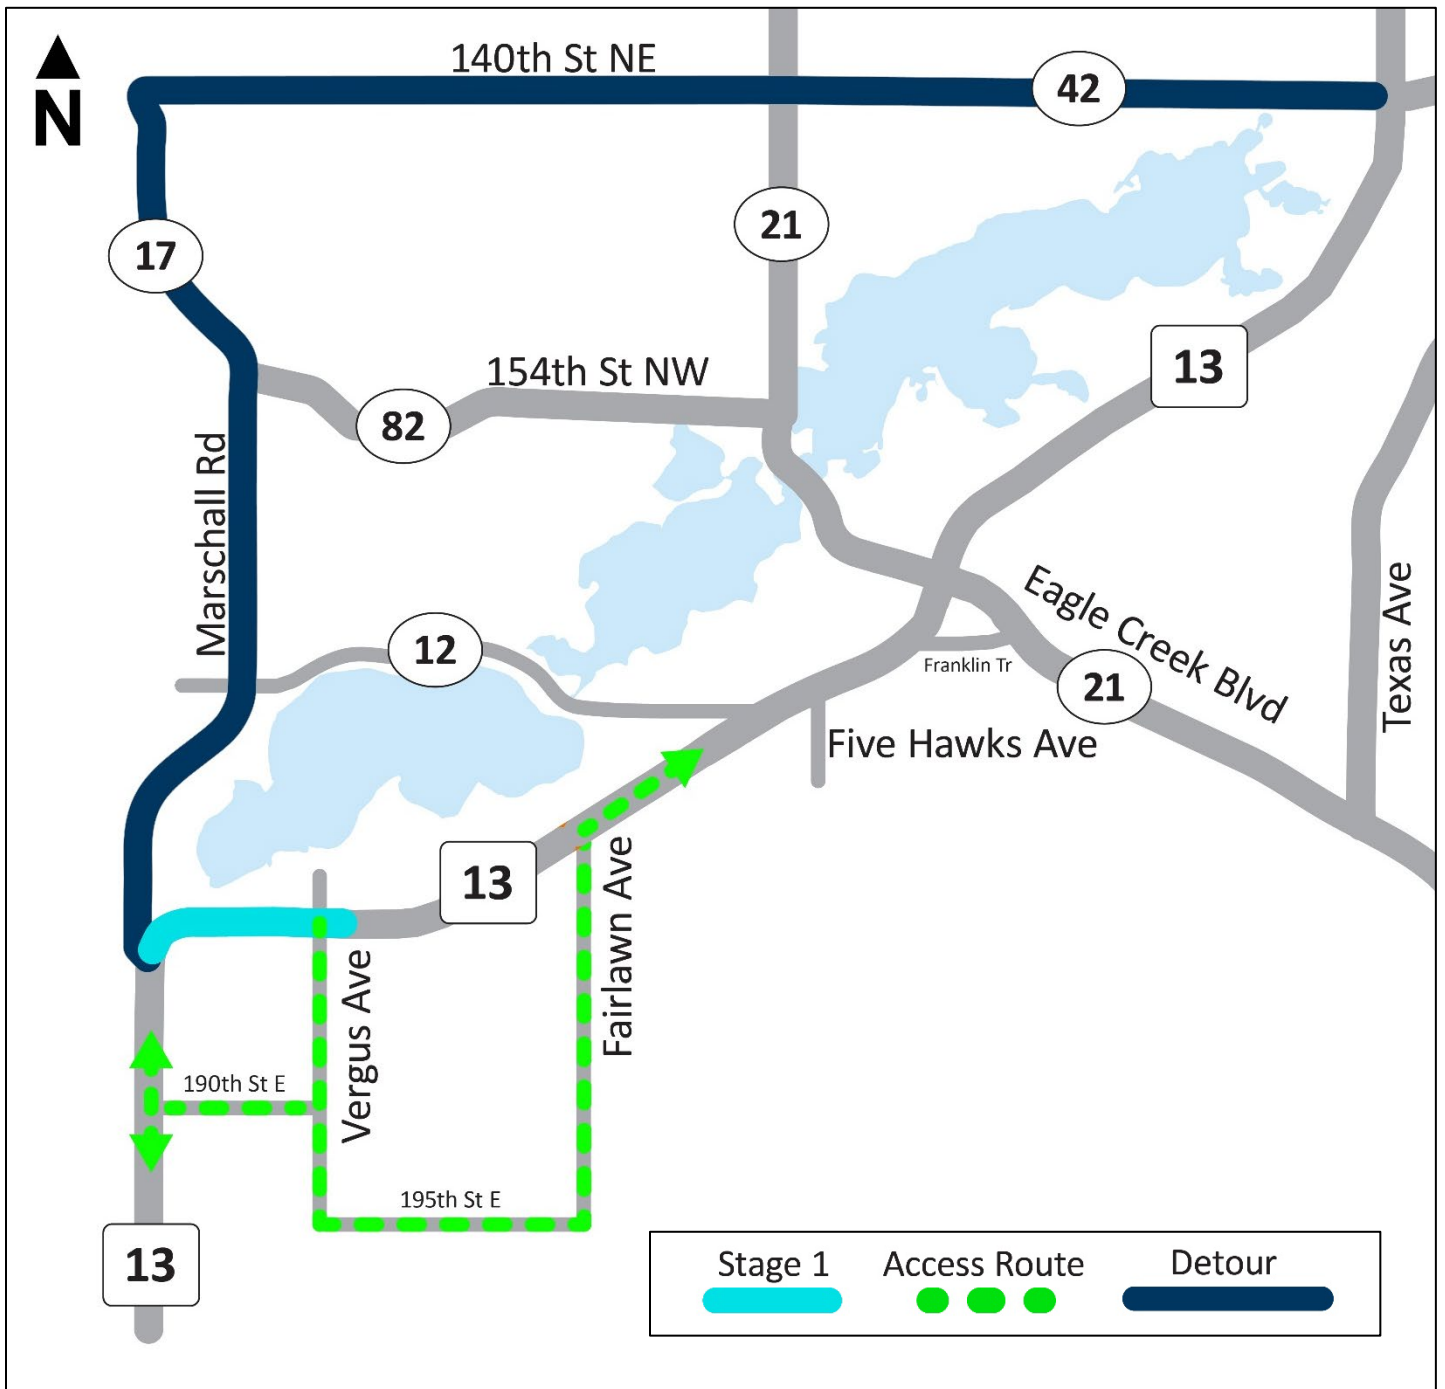 N
140th St NE
42
21
17
13
154th St NW
82
Marschall Rd
12
Eagle Creek Blvd
Franklin Tr
21
Texas Ave
Five Hawks Ave
13
Fairlawn Ave
Vergus Ave
190th St E
195th St E
13
Stage 1
Access Route
Detour